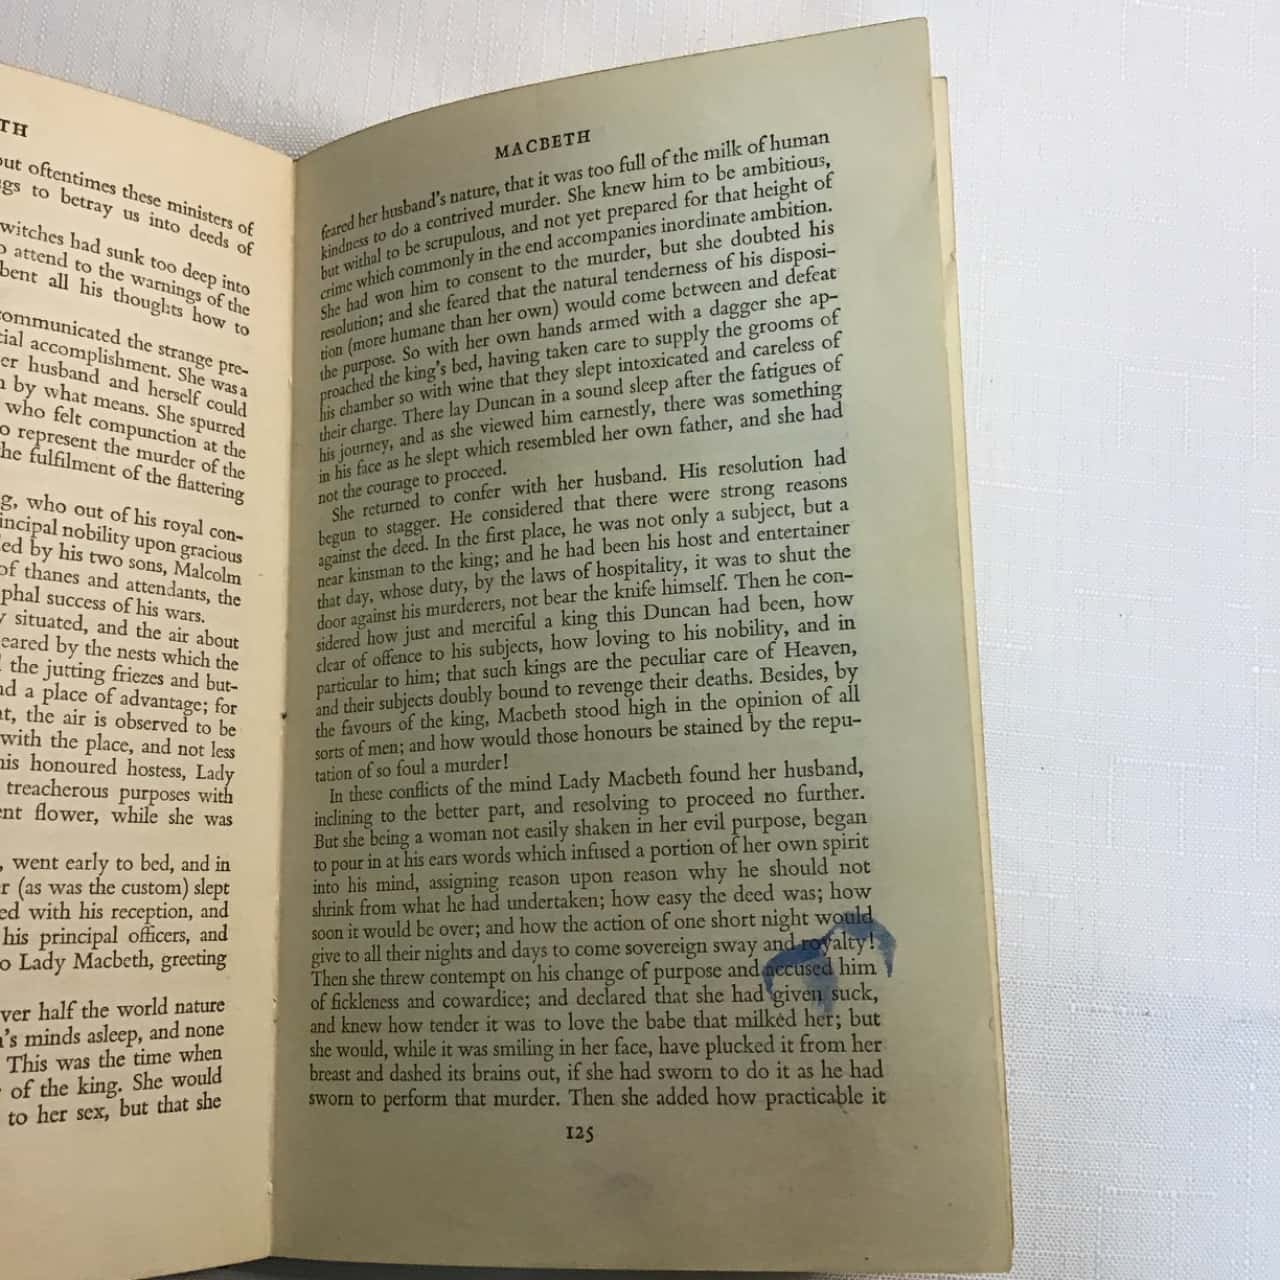 TH
out oftentimes these ministers of
gs to betray us into deeds of
witches had sunk too deep into
o attend to the warnings of the
bent all his thoughts how to
communicated the strange pre-
tial accomplishment. She was a
er husband and herself could
by what means. She spurred
who felt compunction at the
o represent the murder of the
he fulfilment of the flattering
g, who out of his royal con-
incipal nobility upon gracious
ed by his two sons, Malcolm
of thanes and attendants, the
phal success of his wars.
y situated, and the air about
eared by the nests which the
the jutting friezes and but-
nd a place of advantage; for
nt, the air is observed to be
with the place, and not less
his honoured hostess, Lady
treacherous purposes with
ent flower, while she was
, went early to bed, and in
r (as was the custom) slept
ed with his reception, and
his principal officers, and
o Lady Macbeth, greeting
ver half the world nature
's minds asleep, and none
This was the time when
of the king. She would
to her sex, but that she
MACBETH
feared her husband's nature, that it was too full of the milk of human
kindness to do a contrived murder. She knew him to be ambitious,
but withal to be scrupulous, and not yet prepared for that height of
crime which commonly in the end accompanies inordinate ambition.
She had won him to consent to the murder, but she doubted his
resolution; and she feared that the natural tenderness of his disposi-
tion (more humane than her own) would come between and defeat
the purpose. So with her own hands armed with a dagger she ap-
proached the king's bed, having taken care to supply the grooms of
his chamber so with wine that they slept intoxicated and careless of
their charge. There lay Duncan in a sound sleep after the fatigues of
his journey, and as she viewed him earnestly, there was something
in his face as he slept which resembled her own father, and she had
not the courage to proceed.
She returned to confer with her husband. His resolution had
begun to stagger. He considered that there were strong reasons
against the deed. In the first place, he was not only a subject, but a
near kinsman to the king; and he had been his host and entertainer
that day, whose duty, by the laws of hospitality, it was to shut the
door against his murderers, not bear the knife himself. Then he con-
sidered how just and merciful a king this Duncan had been, how
clear of offence to his subjects, how loving to his nobility, and in
particular to him; that such kings are the peculiar care of Heaven,
and their subjects doubly bound to revenge their deaths. Besides, by
the favours of the king, Macbeth stood high in the opinion of all
sorts of men; and how would those honours be stained by the repu-
tation of so foul a murder!
In these conflicts of the mind Lady Macbeth found her husband,
inclining to the better part, and resolving to proceed no further.
But she being a woman not easily shaken in her evil purpose, began
to pour in at his ears words which infused a portion of her own spirit
into his mind, assigning reason upon reason why he should not
shrink from what he had undertaken; how easy the deed was; how
soon it would be over; and how the action of one short night would
give to all their nights and days to come sovereign sway and royalty!
Then she threw contempt on his change of purpose and accused him
of fickleness and cowardice; and declared that she had given suck,
and knew how tender it was to love the babe that milked her; but
she would, while it was smiling in her face, have plucked it from her
breast and dashed its brains out, if she had sworn to do it as he had
sworn to perform that murder. Then she added how practicable it
125